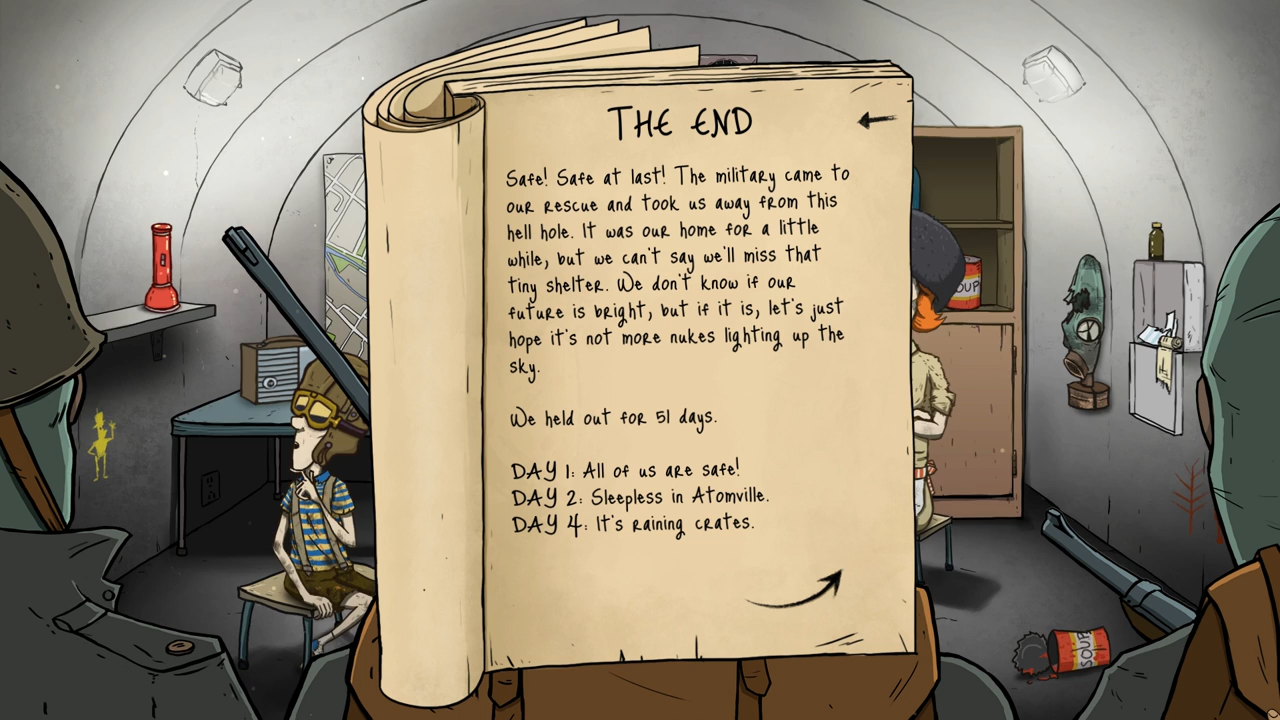 THE END
Safe! Safe at last! The military came to
our rescue and took us away from this
hell hole. It was our home for a little
while, but we can't say we'll miss that
tiny shelter. We don't know if our
future is bright, but if it is, let's just
hope it's not more nukes lighting up the
sky.
We held out for 51 days.
DAY 1: All of us are safe!
DAY 2: Sleepless in Atomville.
DAY 4: It's raining crates.
OUP
SOUP